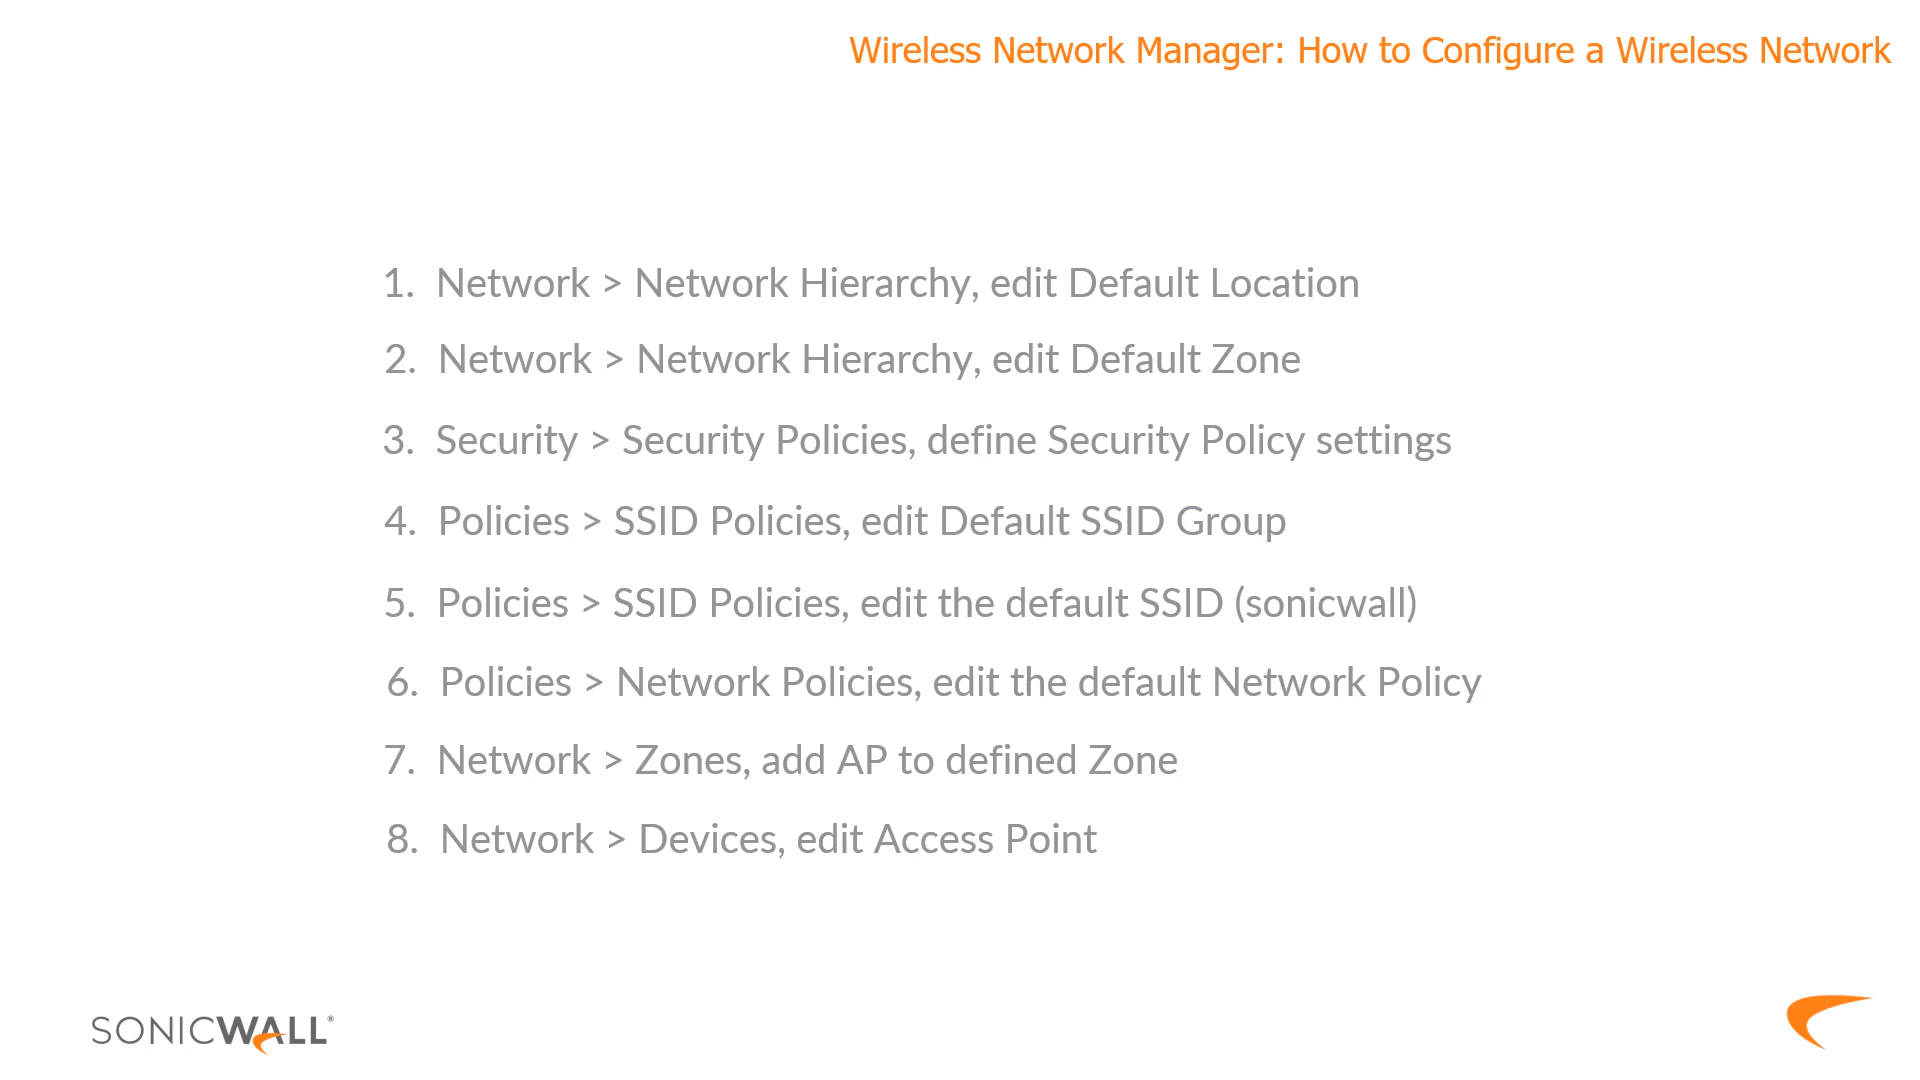 Wireless Network Manager: How to Configure a Wireless Network
1. Network > Network Hierarchy, edit Default Location
2. Network > Network Hierarchy, edit Default Zone
3. Security > Security Policies, define Security Policy settings
4. Policies > SSID Policies, edit Default SSID Group
5. Policies > SSID Policies, edit the default SSID (sonicwall)
6. Policies > Network Policies, edit the default Network Policy
7. Network > Zones, add AP to defined Zone
8. Network > Devices, edit Access Point
SONICWALL®